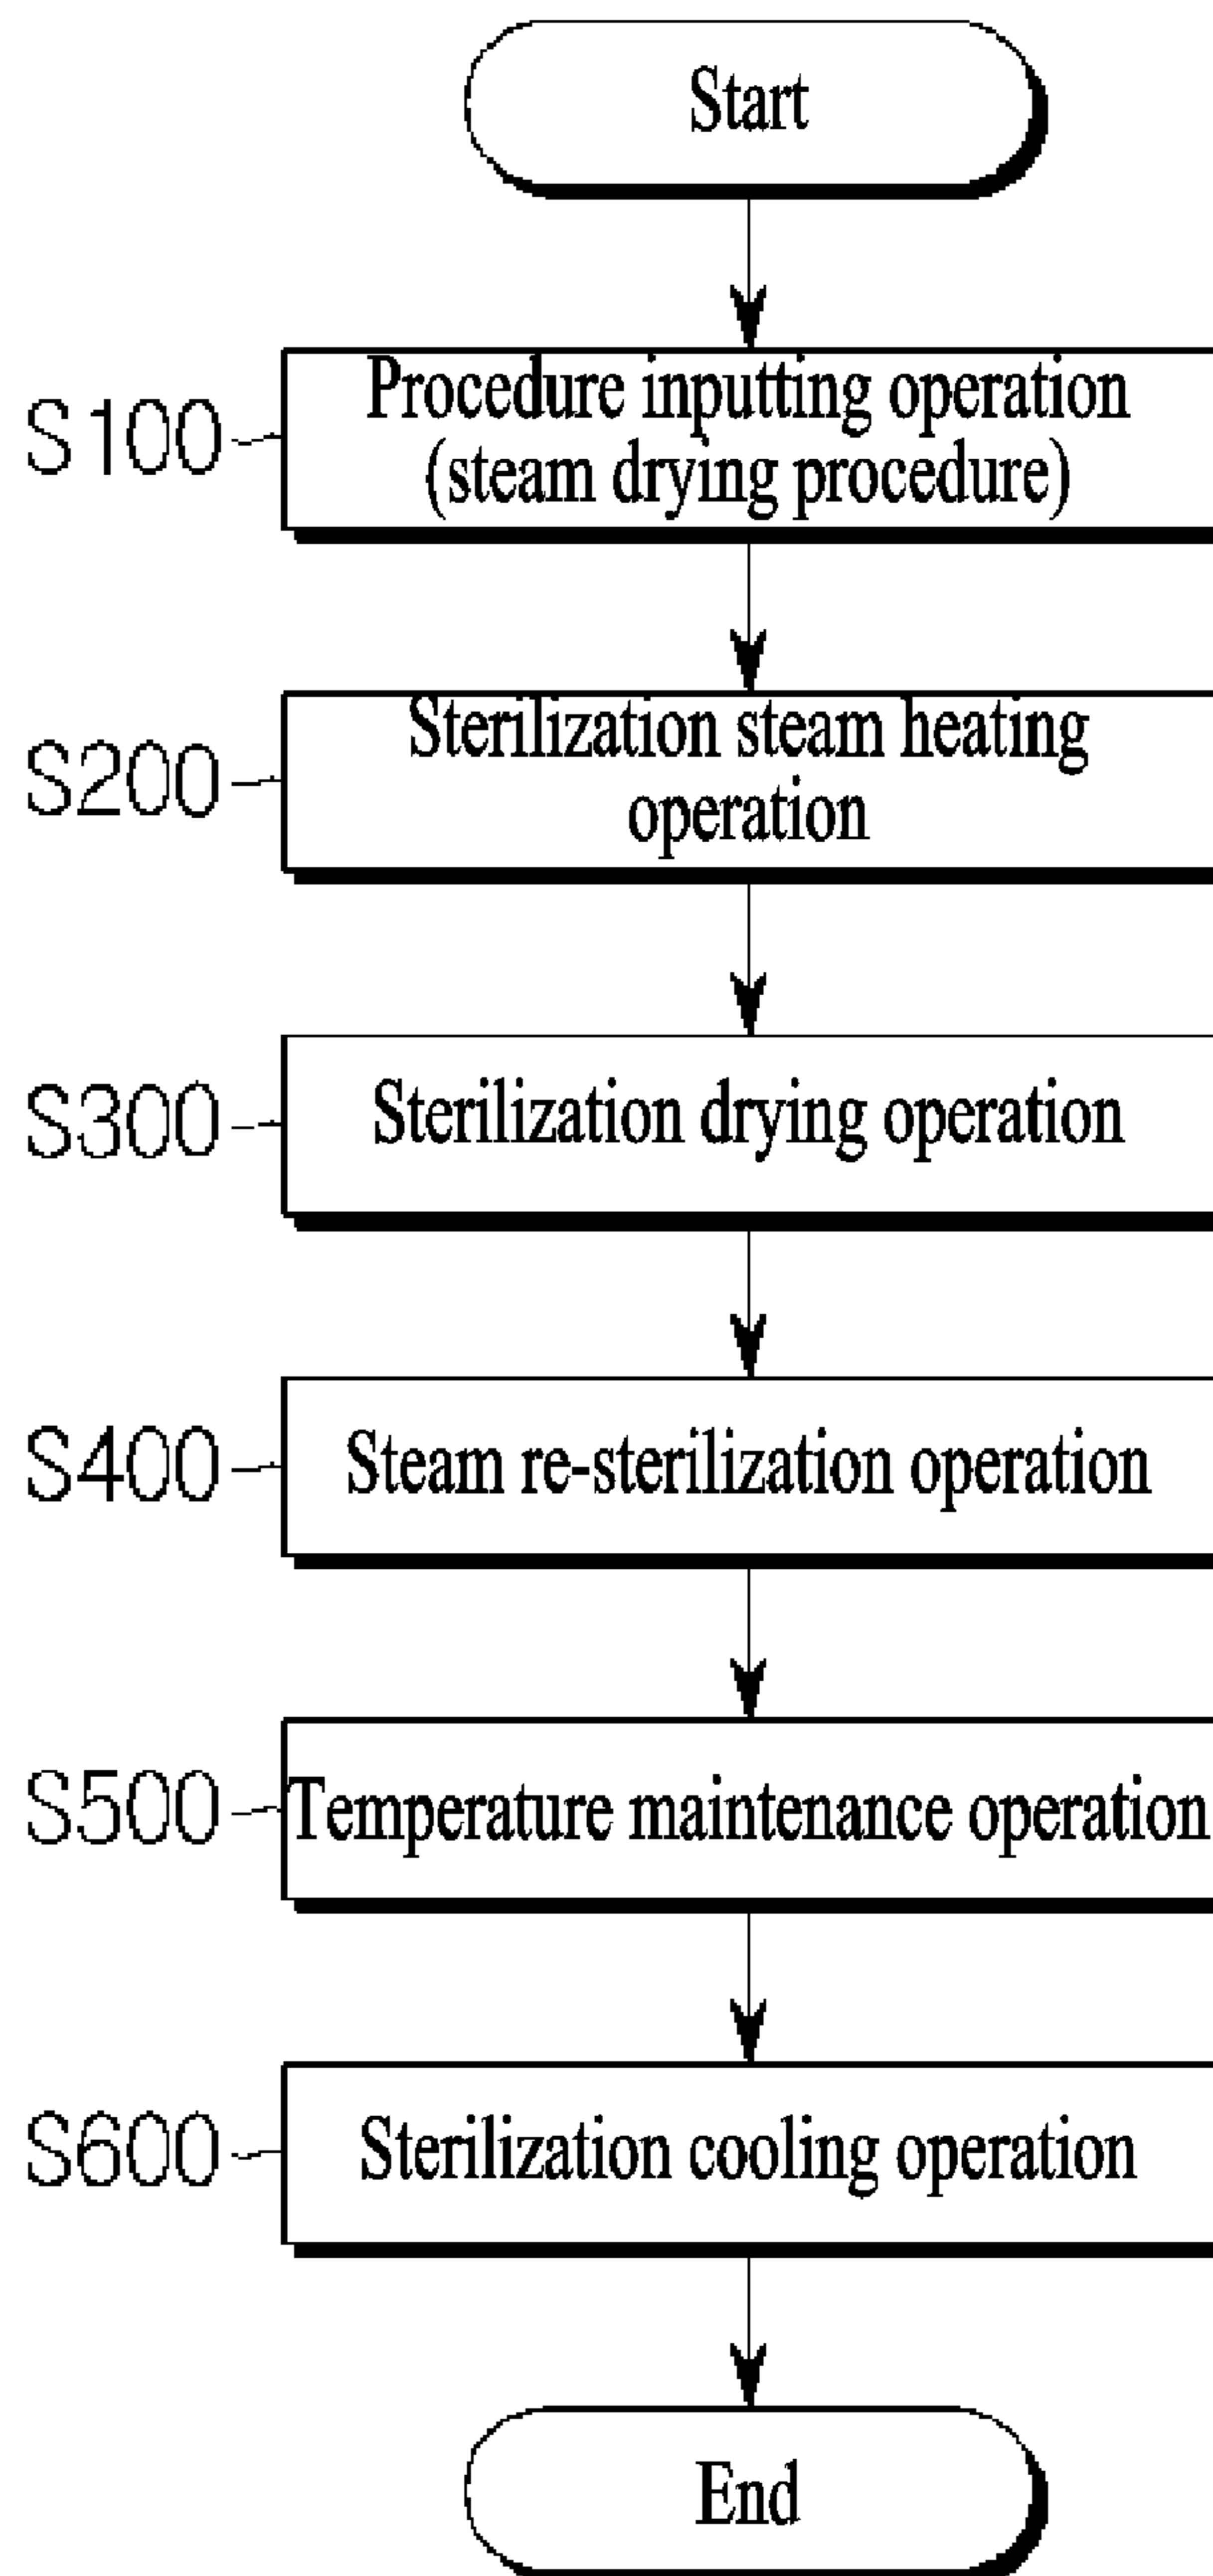 Start
S100
Procedure inputting operation
(steam drying procedure)
S200
Sterilization steam heating
operation
S300
Sterilization drying operation
S400
Steam re-sterilization operation
S500
Temperature maintenance operation
S600
Sterilization cooling operation
End